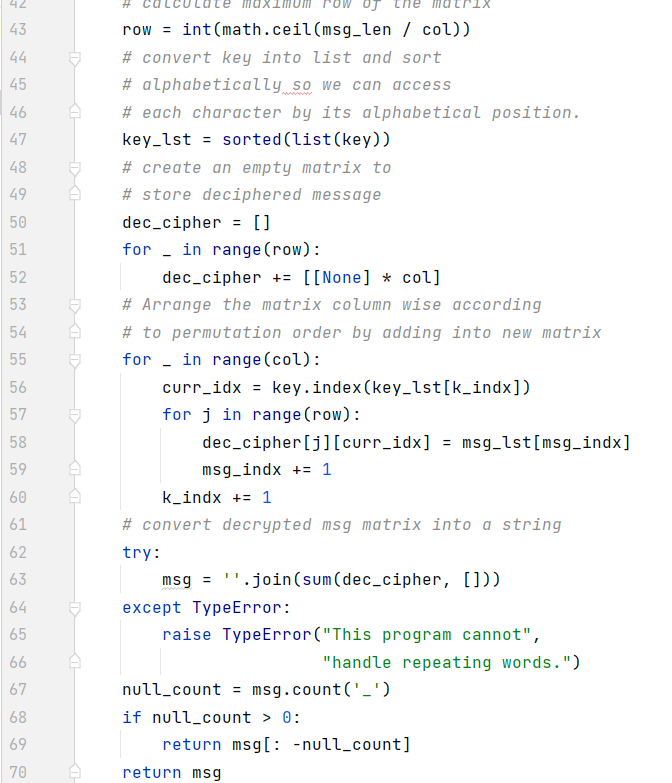 42 # calculate maximum row of the matrix
43 row = int(math.ceil(msg_len / col))
44 # convert key into list and sort
45 # alphabetically so we can access
46 # each character by its alphabetical position.
47 key_lst = sorted(list(key))
48 # create an empty matrix to
49 # store deciphered message
50 dec_cipher = []
51 for _ in range(row):
52     dec_cipher += [[None] * col]
53 # Arrange the matrix column wise according
54 # to permutation order by adding into new matrix
55 for _ in range(col):
56     curr_idx = key.index(key_lst[k_indx])
57     for j in range(row):
58         dec_cipher[j][curr_idx] = msg_lst[msg_indx]
59         msg_indx += 1
60     k_indx += 1
61 # convert decrypted msg matrix into a string
62 try:
63     msg = ''.join(sum(dec_cipher, []))
64 except TypeError:
65     raise TypeError("This program cannot",
66                     "handle repeating words.")
67 null_count = msg.count('_')
68 if null_count > 0:
69     return msg[: -null_count]
70 return msg